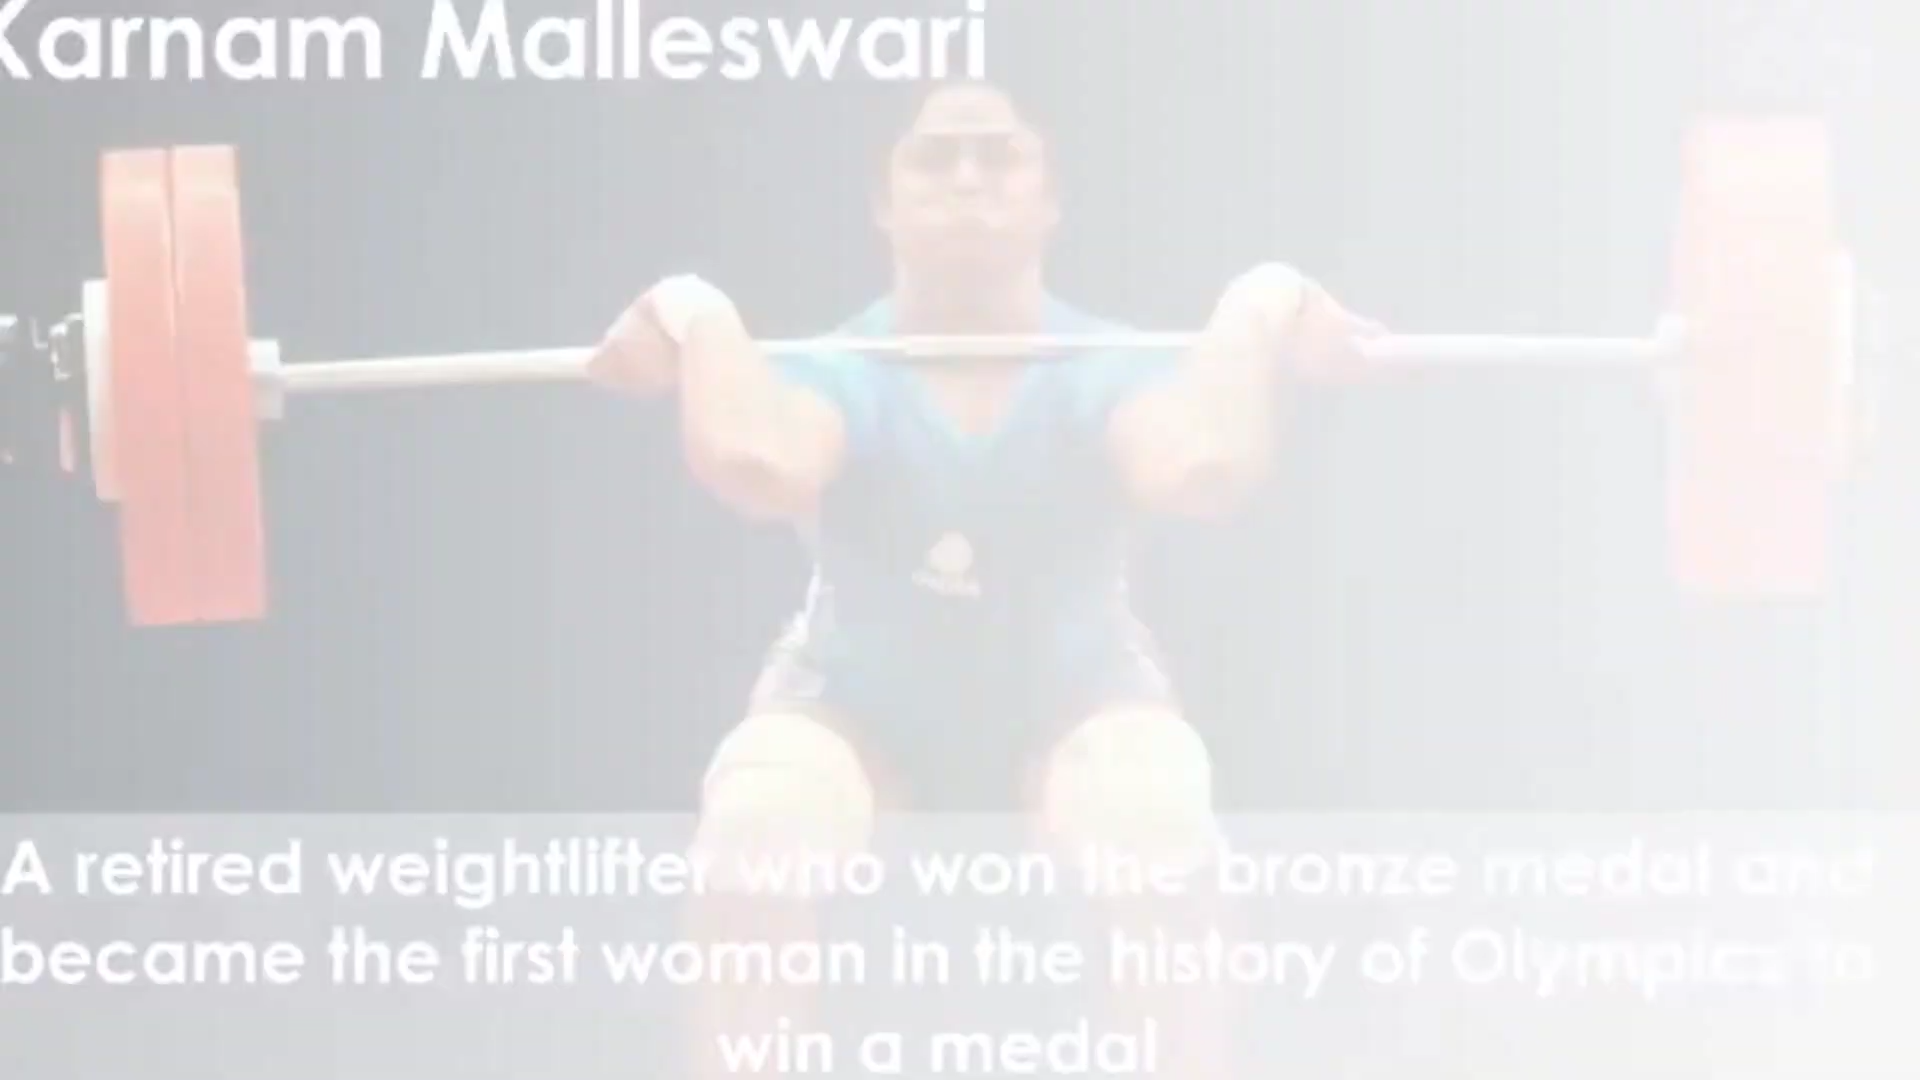 Karnam Malleswari
A retired weightlifter who won the bronze medal and
became the first woman in the history of Olympics to
win a medal